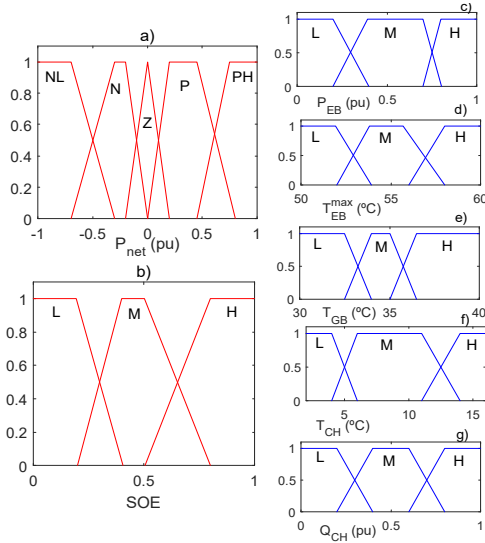 a)
NL
N
Z
P
PH
1
0.8
0.6
0.4
0.2
0
-1
-0.5
0
0.5
1
P_net (pu)
b)
L
M
H
1
0.8
0.6
0.4
0.2
0
0
0.5
1
SOE
c)
L
M
H
1
0.5
0
0
0.5
1
P_EB (pu)
d)
L
M
H
1
0.5
0
50
55
60
T_EB^max (ºC)
e)
L
M
H
1
0.5
0
30
35
40
T_GB (ºC)
f)
L
M
H
1
0.5
0
5
10
15
T_CH (ºC)
g)
L
M
H
1
0.5
0
0
0.5
1
Q_CH (pu)